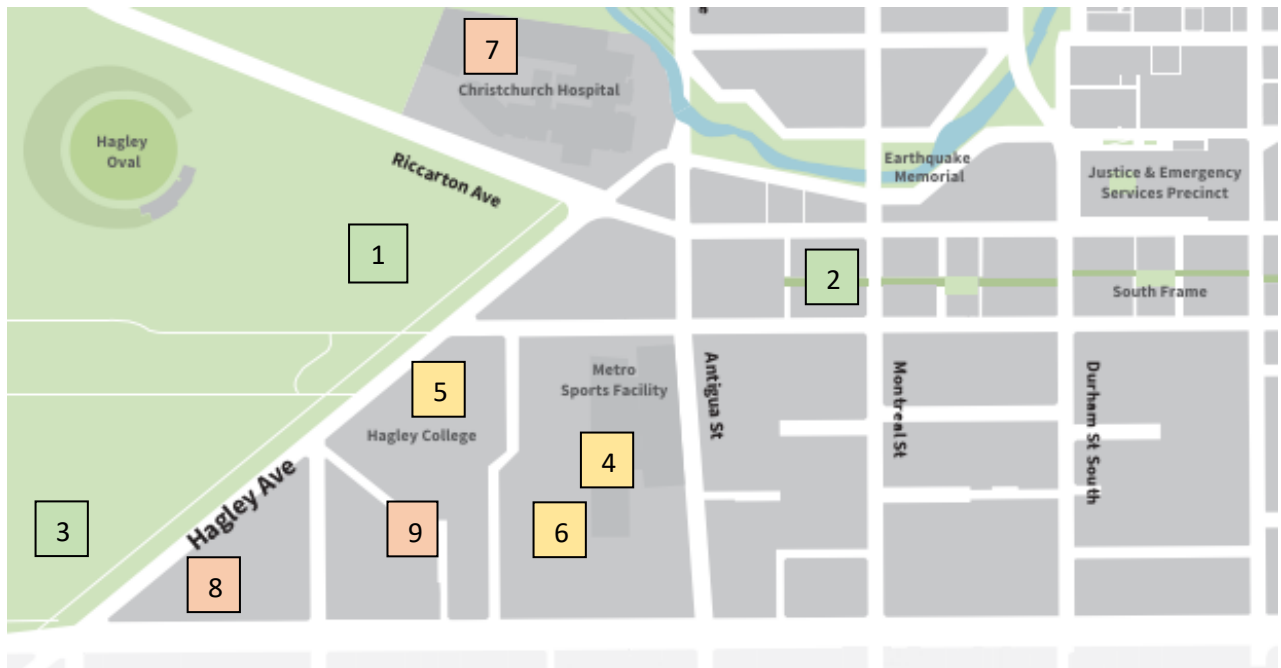 7
Christchurch Hospital
Hagley
Oval
Riccarton Ave
Earthquake
Memorial
Justice & Emergency
Services Precinct
1
2
South Frame
5
Hagley College
Metro
Sports Facility
4
Antigua St
Montreal St
Durham St South
Hagley Ave
3
9
6
8